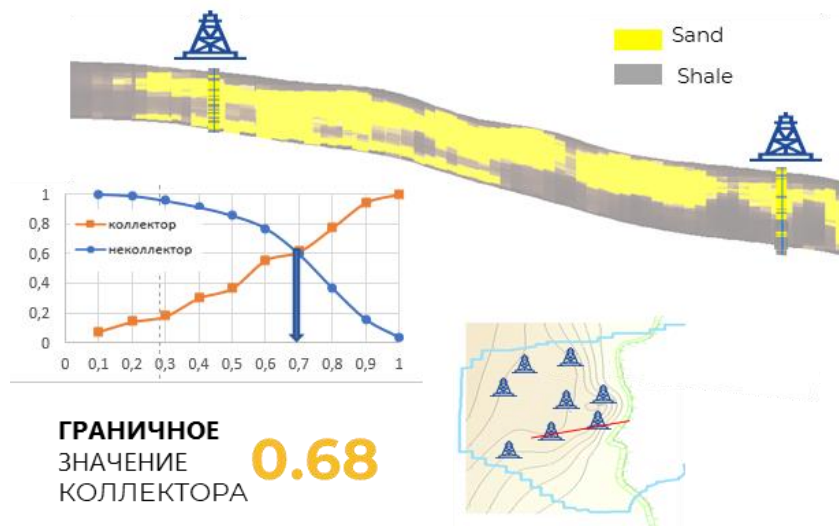 Sand
Shale
1
0,8
0,6
0,4
0,2
0
коллектор
неколлектор
0 0,1 0,2 0,3 0,4 0,5 0,6 0,7 0,8 0,9 1
ГРАНИЧНОЕ
ЗНАЧЕНИЕ
КОЛЛЕКТОРА
0.68